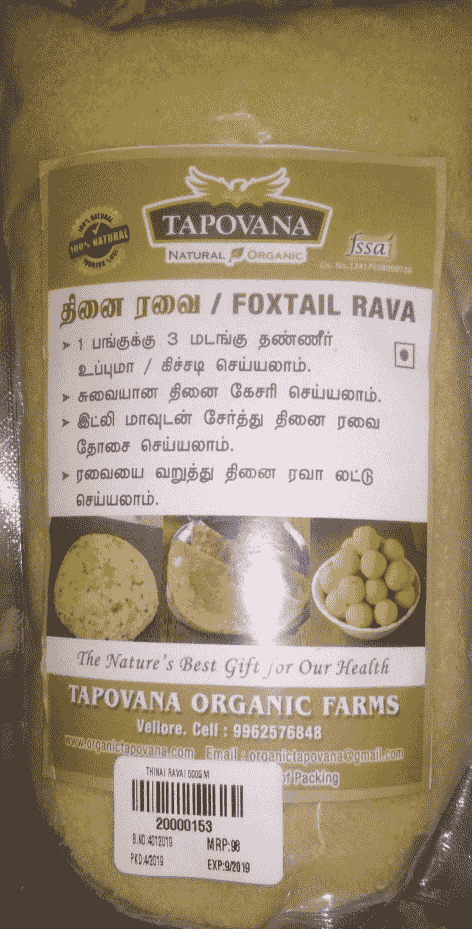 100% NATURAL
TAPOVANA
NATURAL ORGANIC
fssai
தினை ரவை / FOXTAIL RAVA
➤ 1 பங்குக்கு 3 மடங்கு தண்ணீர்
உப்புமா / கிச்சடி செய்யலாம்.
➤ சுவையான தினை கேசரி செய்யலாம்.
➤ இட்லி மாவுடன் சேர்த்து தினை ரவை
தோசை செய்யலாம்.
➤ ரவையை வறுத்து தினை ரவா லட்டு
செய்யலாம்.
The Nature's Best Gift for Our Health
TAPOVANA ORGANIC FARMS
Vellore. Cell : 9962576848
www.organictapovana.com Email - organictapovana@gmail.com
of Packing
THINAI RAVAI 500G M
20000153
B.NO:4012019 MRP:98
PKD.4/2019 EXP:9/2019